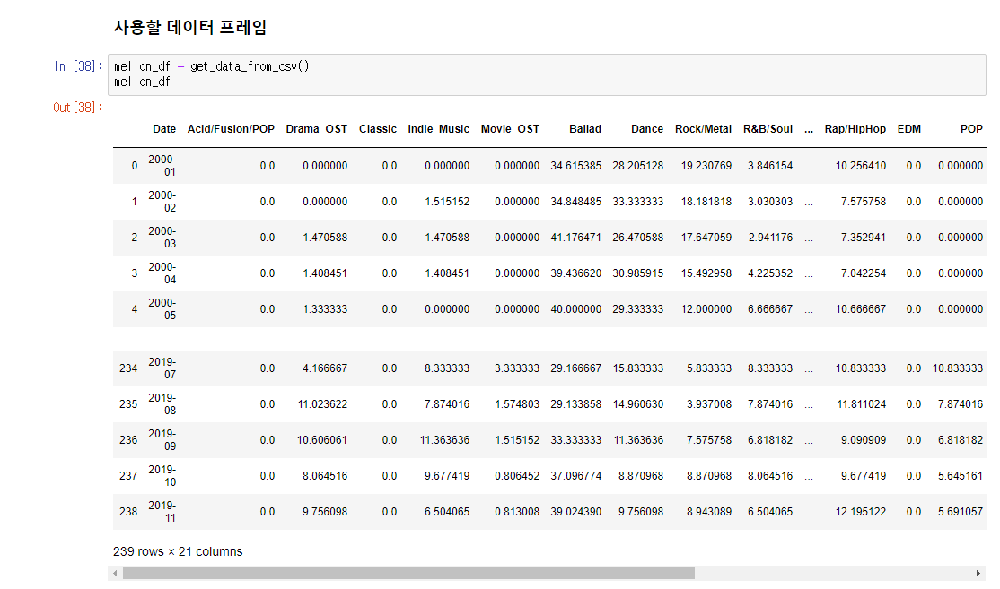 사용할 데이터 프레임
In [38]: mellon_df = get_data_from_csv()
mellon_df
Out[38]:
Date Acid/Fusion/POP Drama_OST Classic Indie_Music Movie_OST Ballad Dance Rock/Metal R&B/Soul ... Rap/HipHop EDM POP
0 2000-01 0.0 0.000000 0.0 0.000000 0.000000 34.615385 28.205128 19.230769 3.846154 ... 10.256410 0.0 0.000000
1 2000-02 0.0 0.000000 0.0 1.515152 0.000000 34.848485 33.333333 18.181818 3.030303 ... 7.575758 0.0 0.000000
2 2000-03 0.0 1.470588 0.0 1.470588 0.000000 41.176471 26.470588 17.647059 2.941176 ... 7.352941 0.0 0.000000
3 2000-04 0.0 1.408451 0.0 1.408451 0.000000 39.436620 30.985915 15.492958 4.225352 ... 7.042254 0.0 0.000000
4 2000-05 0.0 1.333333 0.0 0.000000 0.000000 40.000000 29.333333 12.000000 6.666667 ... 10.666667 0.0 0.000000
... ... ... ... ... ... ... ... ... ... ... ... ... ... ...
234 2019-07 0.0 4.166667 0.0 8.333333 3.333333 29.166667 15.833333 5.833333 8.333333 ... 10.833333 0.0 10.833333
235 2019-08 0.0 11.023622 0.0 7.874016 1.574803 29.133858 14.960630 3.937008 7.874016 ... 11.811024 0.0 7.874016
236 2019-09 0.0 10.606061 0.0 11.363636 1.515152 33.333333 11.363636 7.575758 6.818182 ... 9.090909 0.0 6.818182
237 2019-10 0.0 8.064516 0.0 9.677419 0.806452 37.096774 8.870968 8.870968 8.064516 ... 9.677419 0.0 5.645161
238 2019-11 0.0 9.756098 0.0 6.504065 0.813008 39.024390 9.756098 8.943089 6.504065 ... 12.195122 0.0 5.691057
239 rows × 21 columns